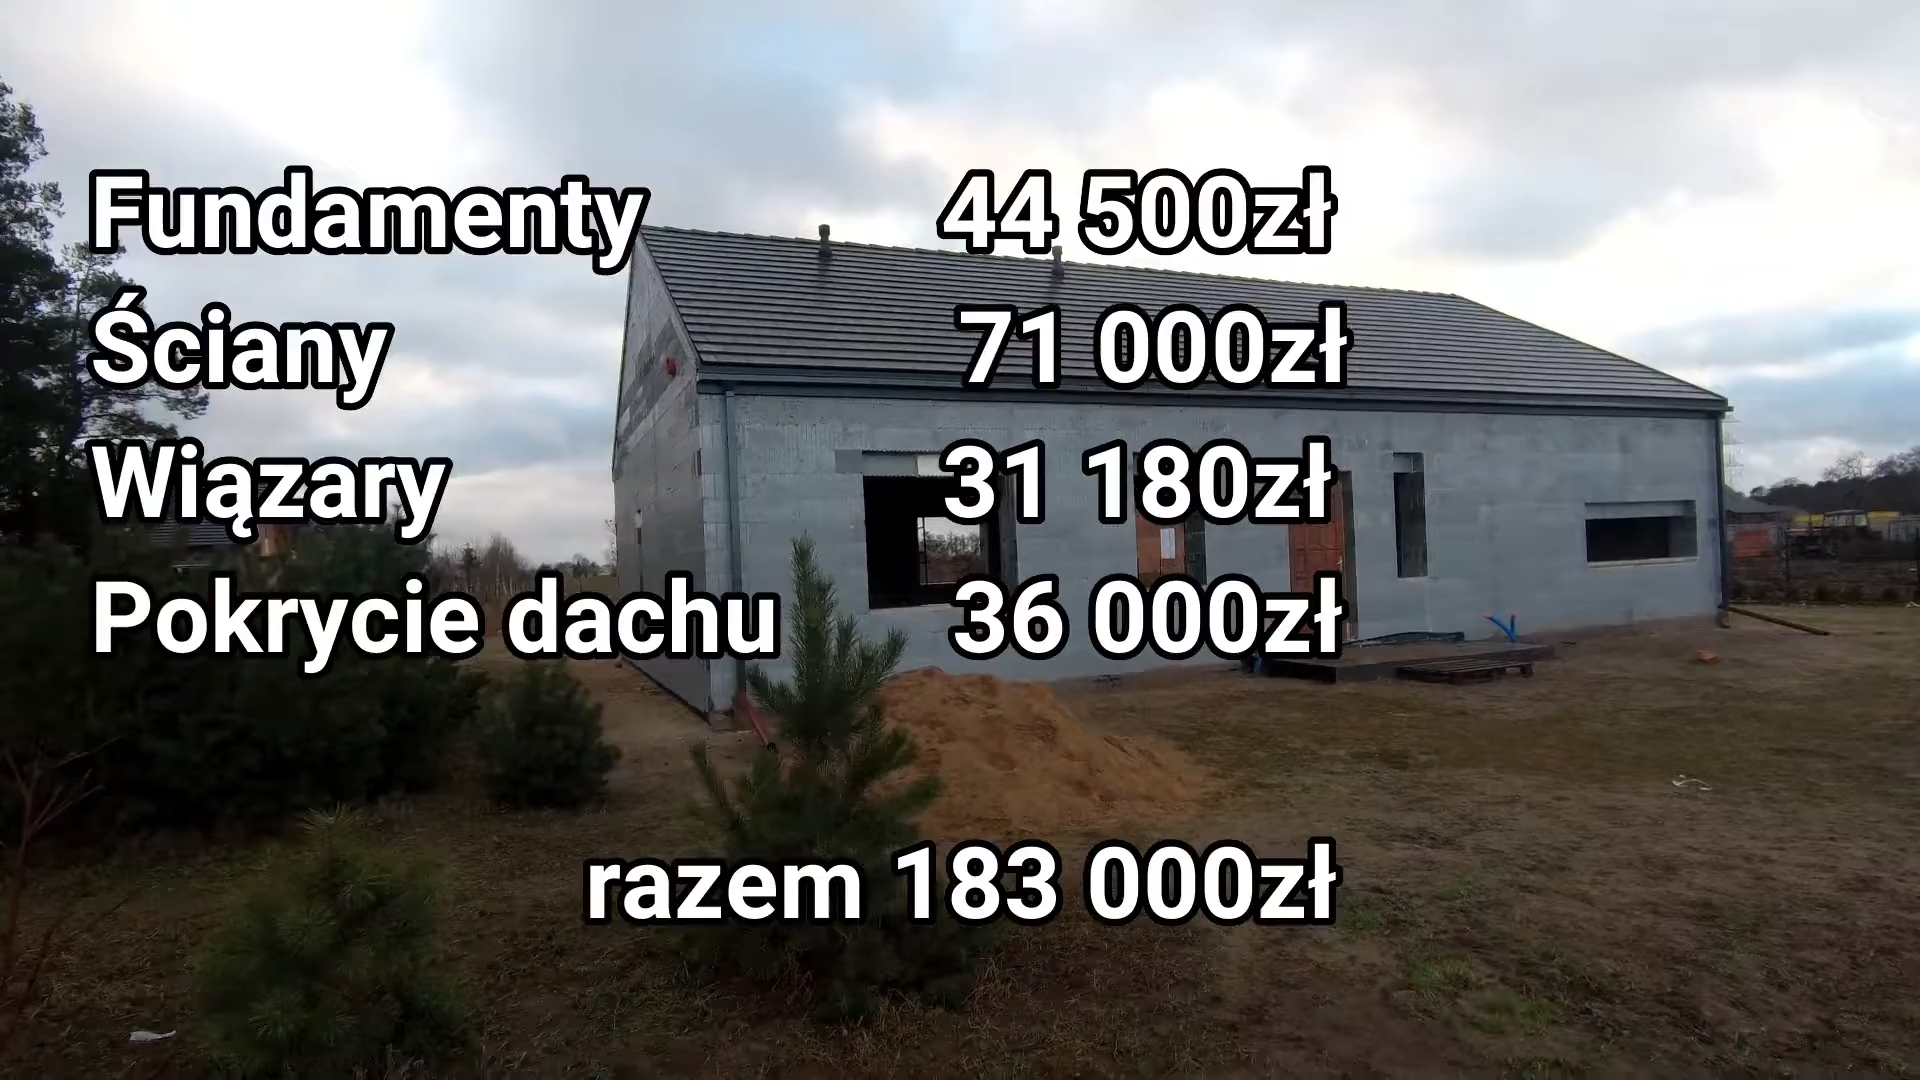 Fundamenty 44 500zł
Ściany 71 000zł
Wiązary 31 180zł
Pokrycie dachu 36 000zł
razem 183 000zł